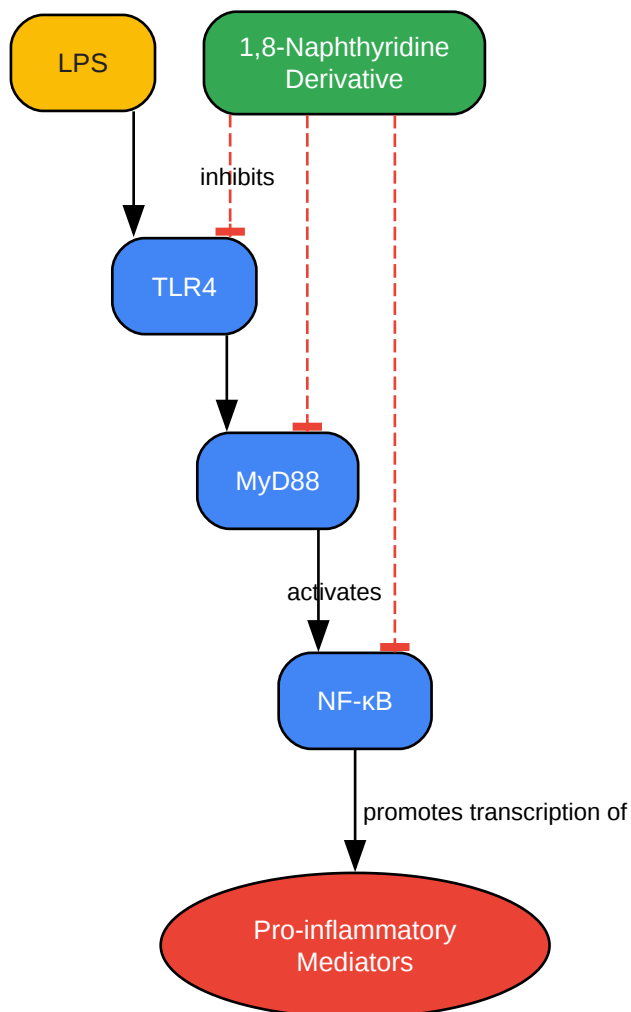 LPS
1,8-Naphthyridine
Derivative
inhibits
TLR4
MyD88
activates
NF-κB
promotes transcription of
Pro-inflammatory
Mediators